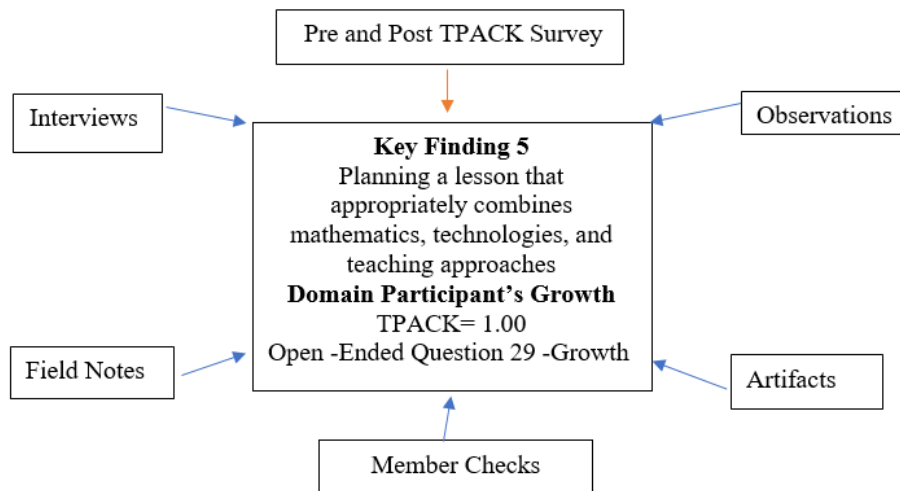 Pre and Post TPACK Survey
Interviews
Observations
Key Finding 5
Planning a lesson that
appropriately combines
mathematics, technologies, and
teaching approaches
Domain Participant's Growth
TPACK= 1.00
Open -Ended Question 29 -Growth
Field Notes
Artifacts
Member Checks